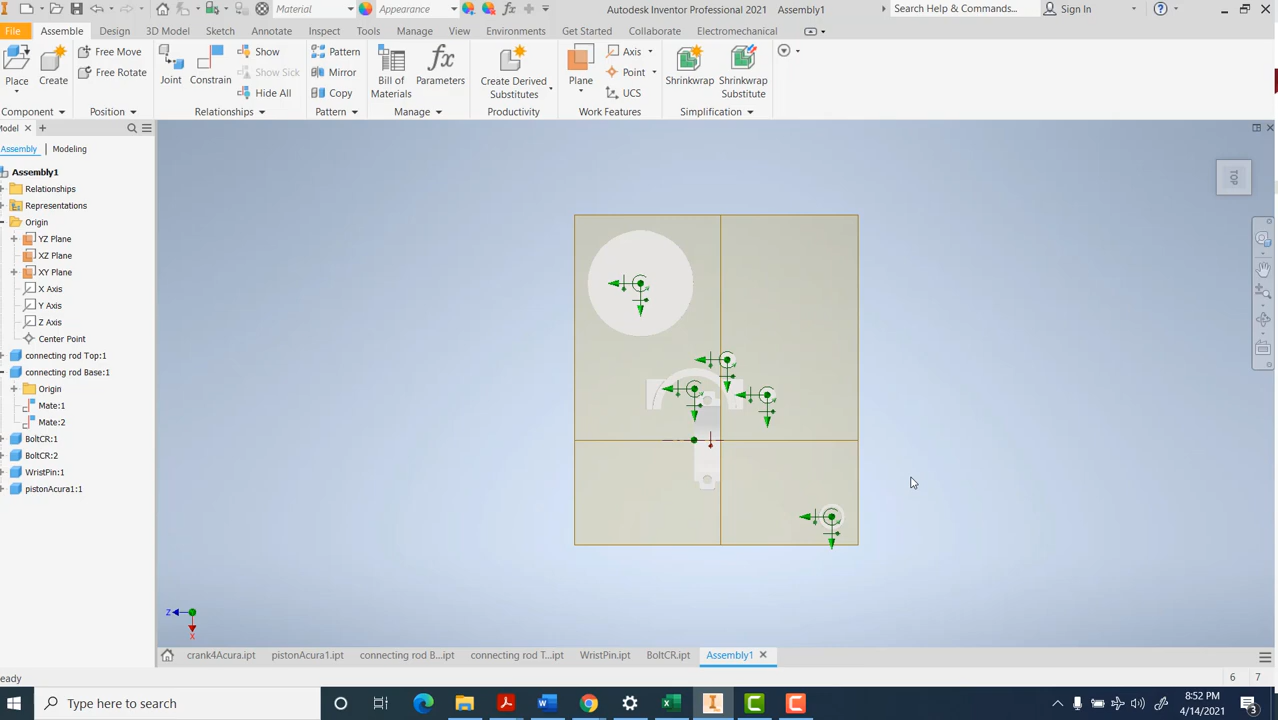 Material
Appearance
Autodesk Inventor Professional 2021
Assembly1
Search Help & Commands...
Sign In
File
Assemble
Design
3D Model
Sketch
Annotate
Inspect
Tools
Manage
View
Environments
Get Started
Collaborate
Electromechanical
Place
Create
Free Move
Free Rotate
Joint
Constrain
Show
Show Sick
Hide All
Pattern
Mirror
Copy
Bill of
Materials
Parameters
Create Derived
Substitutes
Plane
Axis
Point
UCS
Shrinkwrap
Shrinkwrap
Substitute
Component
Position
Relationships
Pattern
Manage
Productivity
Work Features
Simplification
Model
Assembly
Modeling
Assembly1
Relationships
Representations
Origin
YZ Plane
XZ Plane
XY Plane
X Axis
Y Axis
Z Axis
Center Point
connecting rod Top:1
connecting rod Base:1
Origin
Mate:1
Mate:2
BoltCR:1
BoltCR:2
WristPin:1
pistonAcura1:1
TOP
Z
X
crank4Acura.ipt
pistonAcura1.ipt
connecting rod B...ipt
connecting rod T...ipt
WristPin.ipt
BoltCR.ipt
Assembly1
eady
6 7
Type here to search
8:52 PM
4/14/2021
3